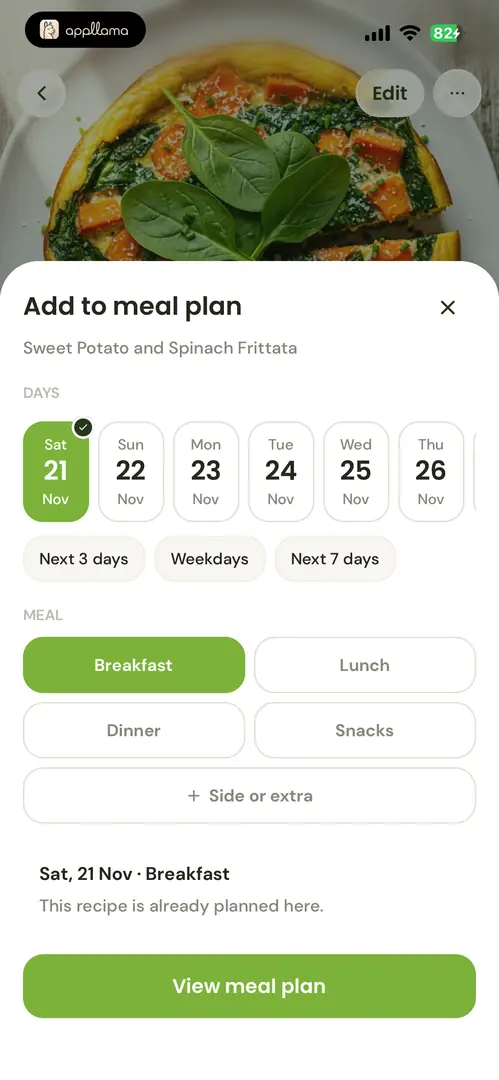 appllama
82
Edit
Add to meal plan
Sweet Potato and Spinach Frittata
DAYS
Sat
21
Nov
Sun
22
Nov
Mon
23
Nov
Tue
24
Nov
Wed
25
Nov
Thu
26
Nov
Next 3 days
Weekdays
Next 7 days
MEAL
Breakfast
Lunch
Dinner
Snacks
+ Side or extra
Sat, 21 Nov · Breakfast
This recipe is already planned here.
View meal plan